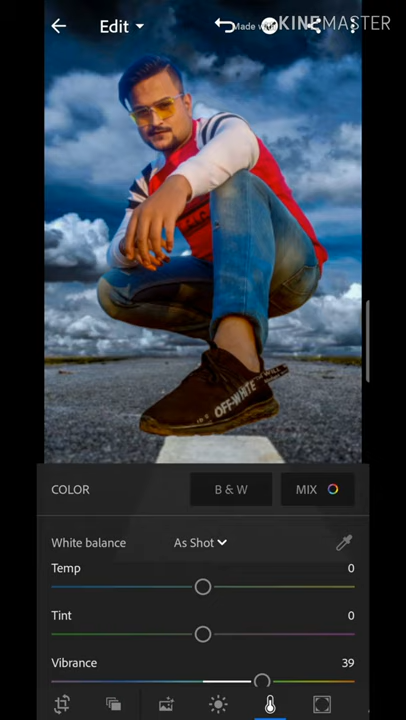 Edit
Made with KINEMASTER
OFF-WHITE
COLOR
B & W
MIX
White balance
As Shot
Temp
0
Tint
0
Vibrance
39